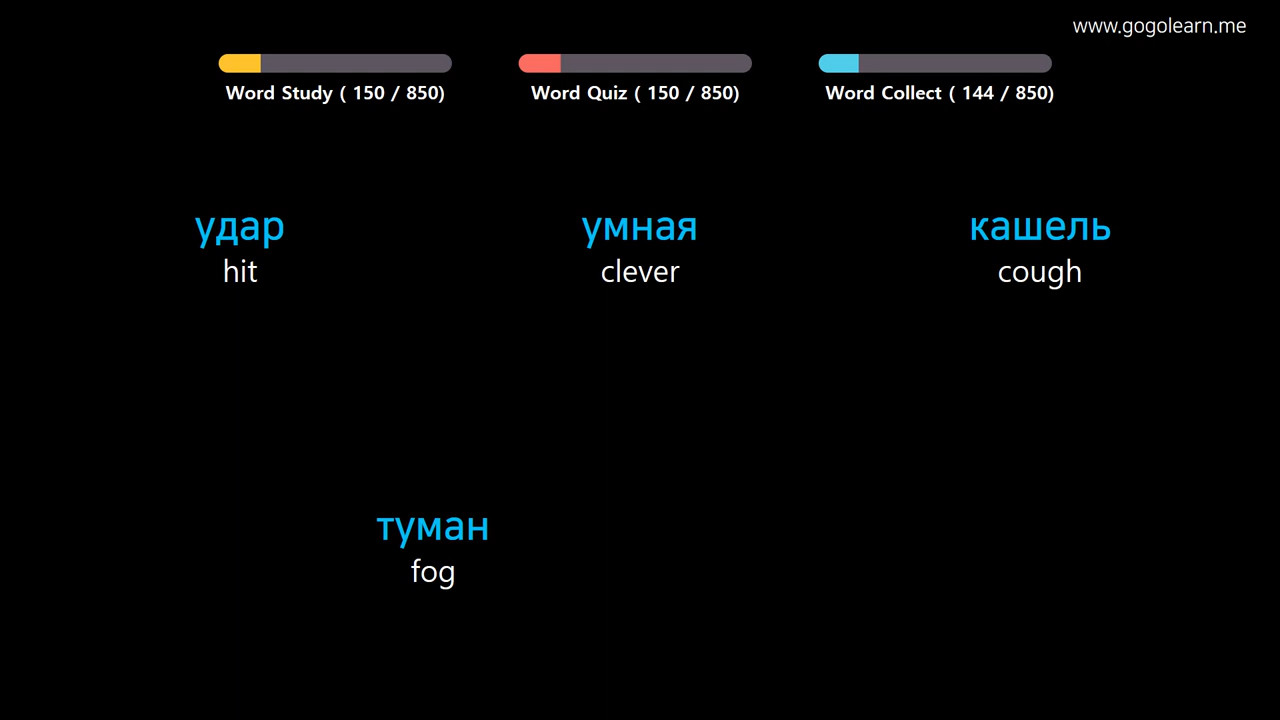 www.gogolearn.me
Word Study ( 150 / 850)
Word Quiz ( 150 / 850)
Word Collect ( 144 / 850)
удар
hit
умная
clever
кашель
cough
туман
fog